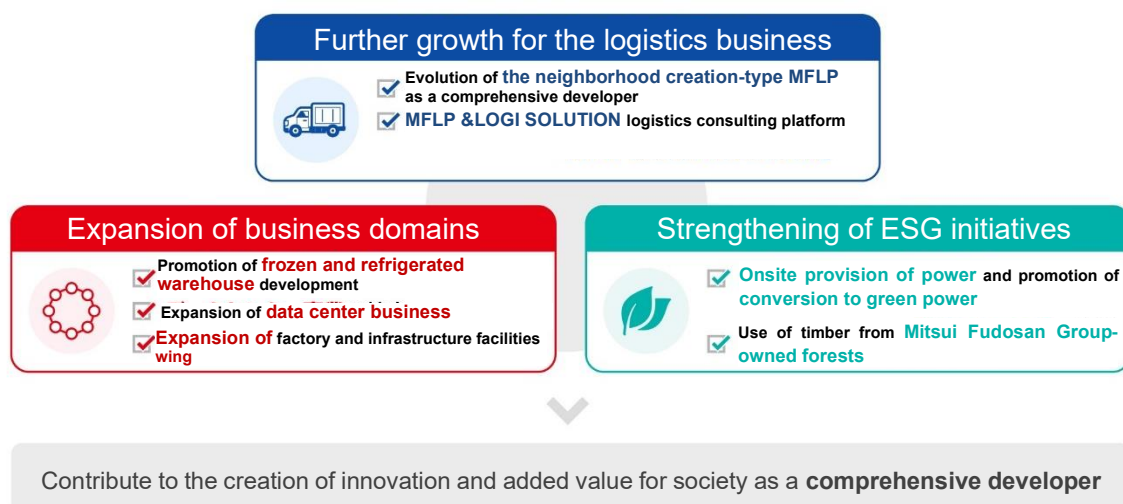 Further growth for the logistics business
Evolution of the neighborhood creation-type MFLP
as a comprehensive developer
MFLP &LOGI SOLUTION logistics consulting platform
Expansion of business domains
Promotion of frozen and refrigerated
warehouse development
Expansion of data center business
Expansion of factory and infrastructure facilities
wing
Strengthening of ESG initiatives
Onsite provision of power and promotion of
conversion to green power
Use of timber from Mitsui Fudosan Group-
owned forests
Contribute to the creation of innovation and added value for society as a comprehensive developer